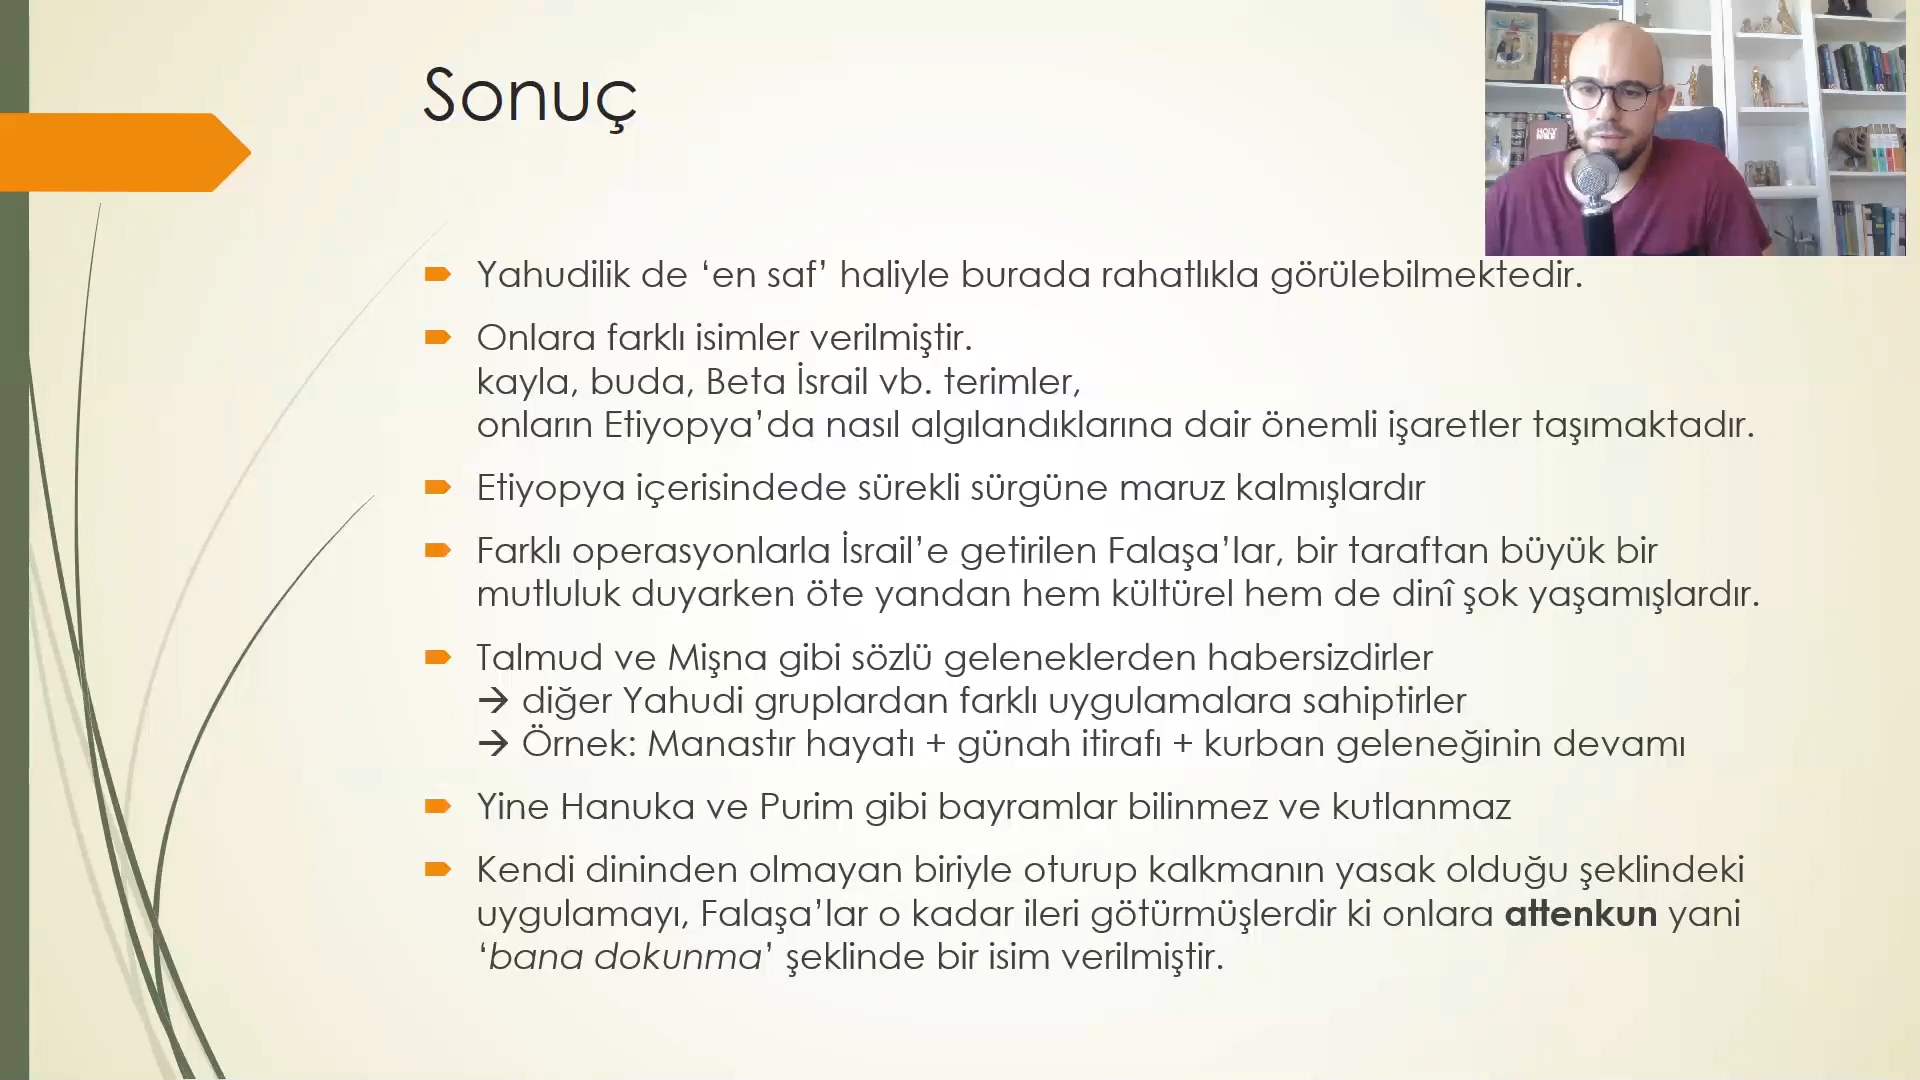 Sonuç
HOLY
BIBLE
Yahudilik de ‘en saf’ haliyle burada rahatlıkla görülebilmektedir.
Onlara farklı isimler verilmiştir.
kayla, buda, Beta İsrail vb. terimler,
onların Etiyopya’da nasıl algılandıklarına dair önemli işaretler taşımaktadır.
Etiyopya içerisindede sürekli sürgüne maruz kalmışlardır
Farklı operasyonlarla İsrail’e getirilen Falaşa’lar, bir taraftan büyük bir
mutluluk duyarken öte yandan hem kültürel hem de dinî şok yaşamışlardır.
Talmud ve Mişna gibi sözlü geleneklerden habersizdirler
→ diğer Yahudi gruplardan farklı uygulamalara sahiptirler
→ Örnek: Manastır hayatı + günah itirafı + kurban geleneğinin devamı
Yine Hanuka ve Purim gibi bayramlar bilinmez ve kutlanmaz
Kendi dininden olmayan biriyle oturup kalkmanın yasak olduğu şeklindeki
uygulamayı, Falaşa’lar o kadar ileri götürmüşlerdir ki onlara attenkun yani
‘bana dokunma’ şeklinde bir isim verilmiştir.